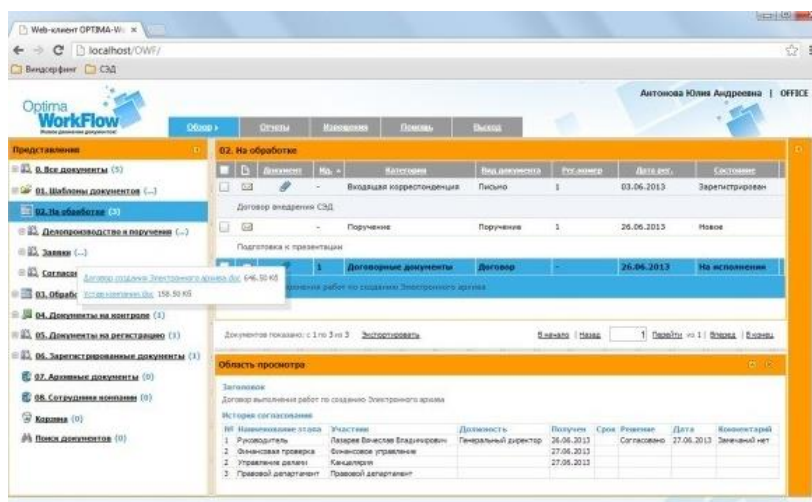 Web-клиент OPTIMA-Wo
localhost/OWF/
Виндсерфинг СЭД
Optima
WorkFlow
Антонова Юлия Андреевна | OFFICE
Обзор Отчеты Помощь Выход
Представления
0. Все документы (5)
01. Шаблоны документов (...)
02. На обработке (3)
Делопроизводство и поручения (...)
Заявки (...)
Согласо
Договор создания Электронного архива.doc 646.50 Кб
Устав компании.doc 158.50 Кб
03. Обрабо
04. Документы на контроле (1)
05. Документы на регистрацию (1)
06. Зарегистрированные документы (1)
07. Архивные документы (0)
08. Сотрудники компании (0)
Корзина (0)
Поиск документов (0)
02. На обработке
Документ Категория Вид документа Рег.номер Дата рег. Состояние
- Входящая корреспонденция Письмо 1 03.06.2013 Зарегистрирован
Договор внедрения СЭД
- Поручение Поручение 1 26.06.2013 Новое
Подготовка к презентации
1 Договорные документы Договор - 26.06.2013 На исполнении
работ по созданию Электронного архива
Документов показано: с 1 по 3 из 3 Экспортировать В начало | Назад 1 Перейти из 1 | Вперед | В конец
Область просмотра
Заголовок
Договор выполнения работ по созданию Электронного архива
История согласования
№ Наименование этапа Участник Должность Получен Срок Решение Дата Комментарий
1 Руководитель Лазарев Вячеслав Владимирович Генеральный директор 26.06.2013 Согласовано 27.06.2013 Замечаний нет
2 Финансовая проверка Финансовое управление 27.06.2013
2 Управление делами Канцелярия 27.06.2013
3 Правовой департамент Правовой департамент